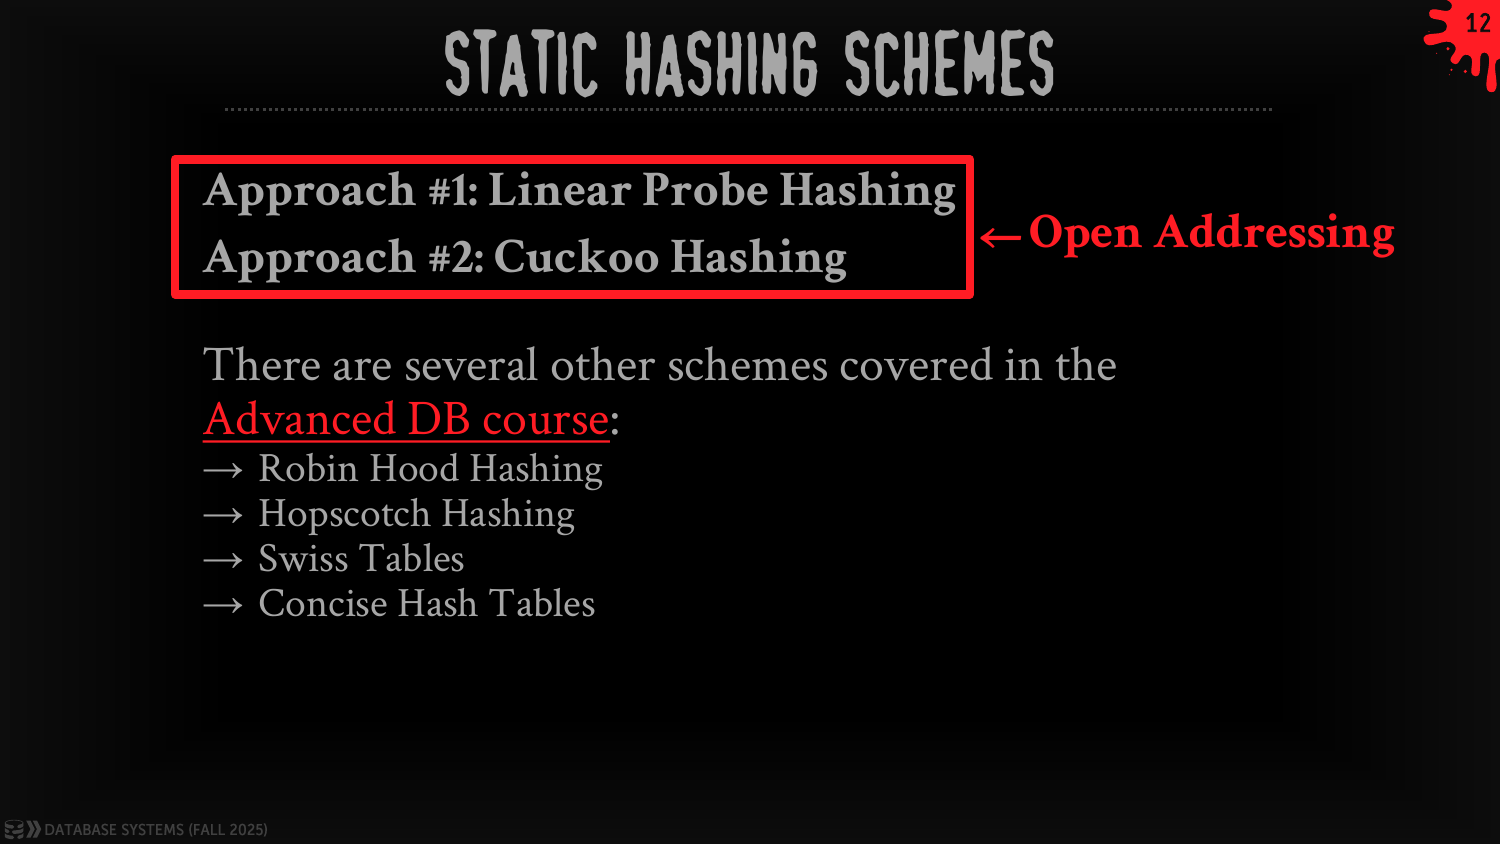 12
STATIC HASHING SCHEMES
Approach #1: Linear Probe Hashing
Approach #2: Cuckoo Hashing
← Open Addressing
There are several other schemes covered in the
Advanced DB course:
→ Robin Hood Hashing
→ Hopscotch Hashing
→ Swiss Tables
→ Concise Hash Tables
DATABASE SYSTEMS (FALL 2025)